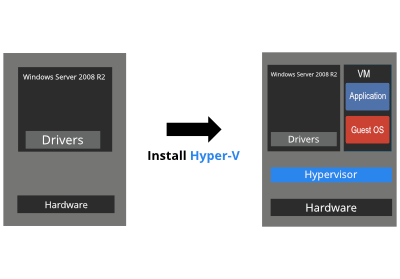 Windows Server 2008 R2
Drivers
Hardware
Install Hyper-V
Windows Server 2008 R2
Drivers
VM
Application
Guest OS
Hypervisor
Hardware